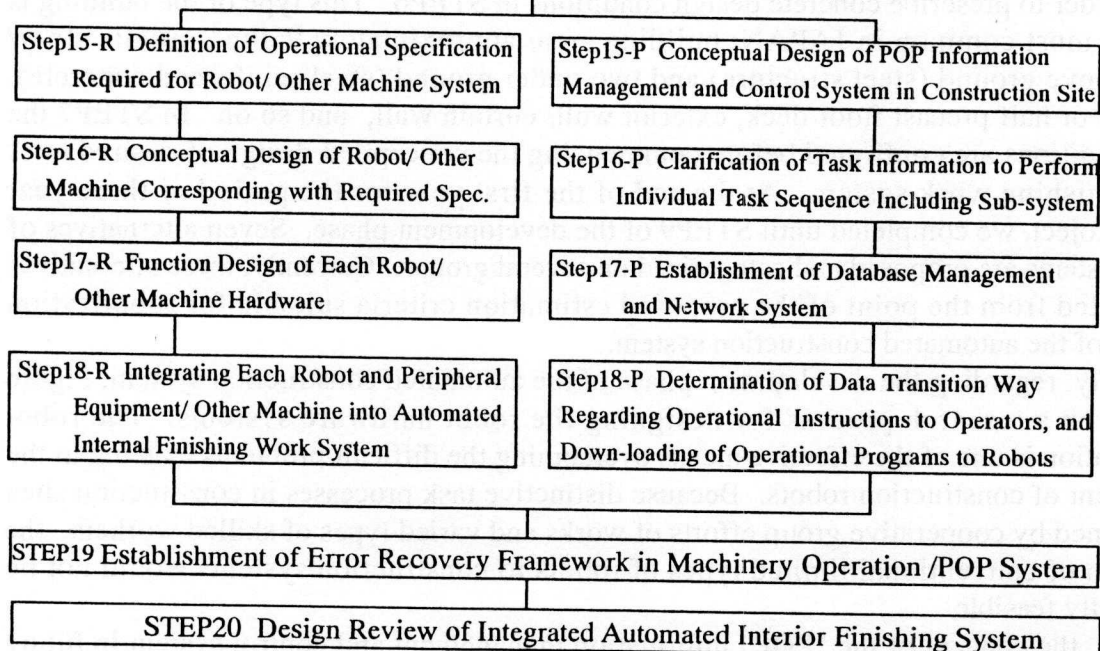 Step15-R Definition of Operational Specification
Required for Robot/ Other Machine System
Step16-R Conceptual Design of Robot/ Other
Machine Corresponding with Required Spec.
Step17-R Function Design of Each Robot/
Other Machine Hardware
Step18-R Integrating Each Robot and Peripheral
Equipment/ Other Machine into Automated
Internal Finishing Work System
Step15-P Conceptual Design of POP Information
Management and Control System in Construction Site
Step16-P Clarification of Task Information to Perform
Individual Task Sequence Including Sub-system
Step17-P Establishment of Database Management
and Network System
Step18-P Determination of Data Transition Way
Regarding Operational Instructions to Operators, and
Down-loading of Operational Programs to Robots
STEP19 Establishment of Error Recovery Framework in Machinery Operation /POP System
STEP20 Design Review of Integrated Automated Interior Finishing System